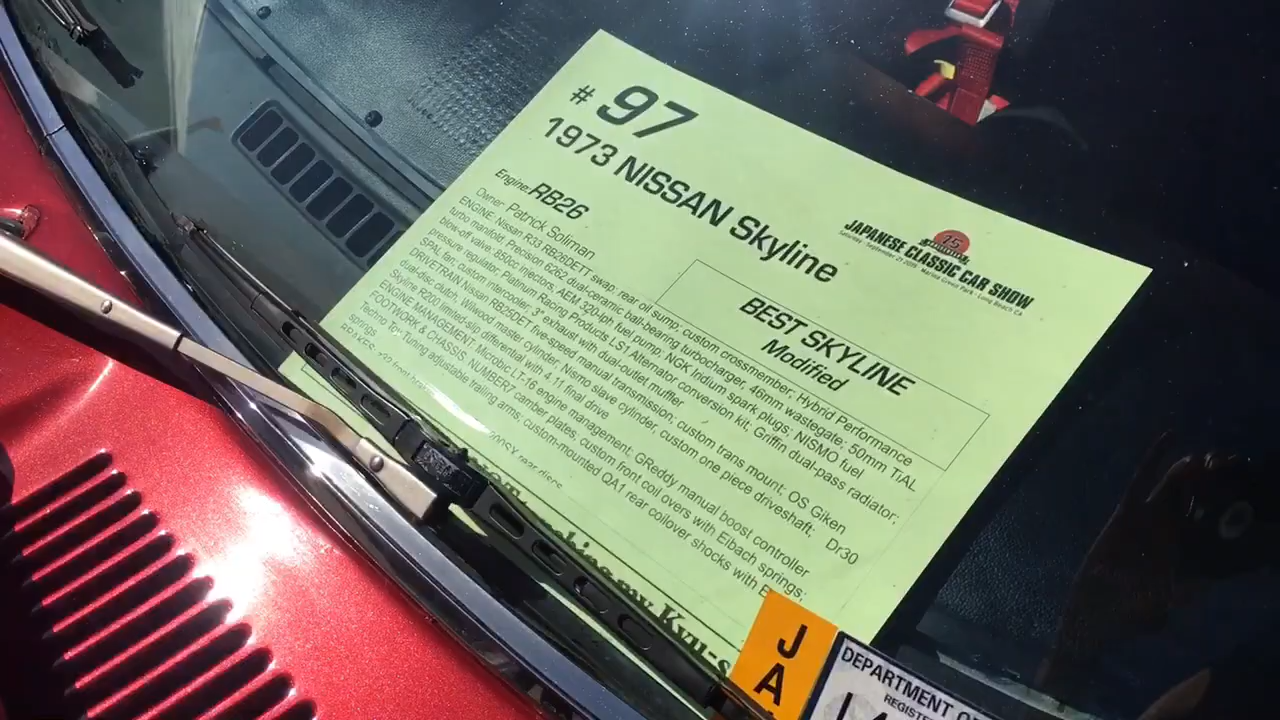 # 97
1973 NISSAN Skyline
Engine: RB26
Owner: Patrick Soliman
15
JAPANESE CLASSIC CAR SHOW
BEST SKYLINE
Modified
ENGINE: Nissan R33 RB26DETT swap; rear oil sump; custom crossmember; Hybrid Performance
turbo manifold; Precision 6262 dual-ceramic ball-bearing turbocharger, 46mm wastegate; 50mm TiAL
blow-off valve; 850cc injectors, AEM 320-lph fuel pump; NGK Iridium spark plugs; NISMO fuel
pressure regulator; Platinum Racing Products LS1 Alternator conversion kit; Griffin, dual-pass radiator;
SPAL fan; custom intercooler; 3" exhaust with dual-outlet muffler
DRIVETRAIN Nissan RB25DET five-speed manual transmission, custom trans mount; OS Giken
dual-disc clutch, Wilwood master cylinder, Nismo slave cylinder, custom one piece driveshaft; Dr30
Skyline R200 limited-slip differential with 4.11 final drive
ENGINE MANAGEMENT: Microbic LT-16 engine management; GReddy manual boost controller
FOOTWORK & CHASSIS: NUMBER7 camber plates, custom front coil overs with Eibach springs;
Techno Toy Tuning adjustable trailing arms; custom-mounted QA1 rear coilover shocks with
springs
my Kyu-s
JA
DEPARTMENT OF